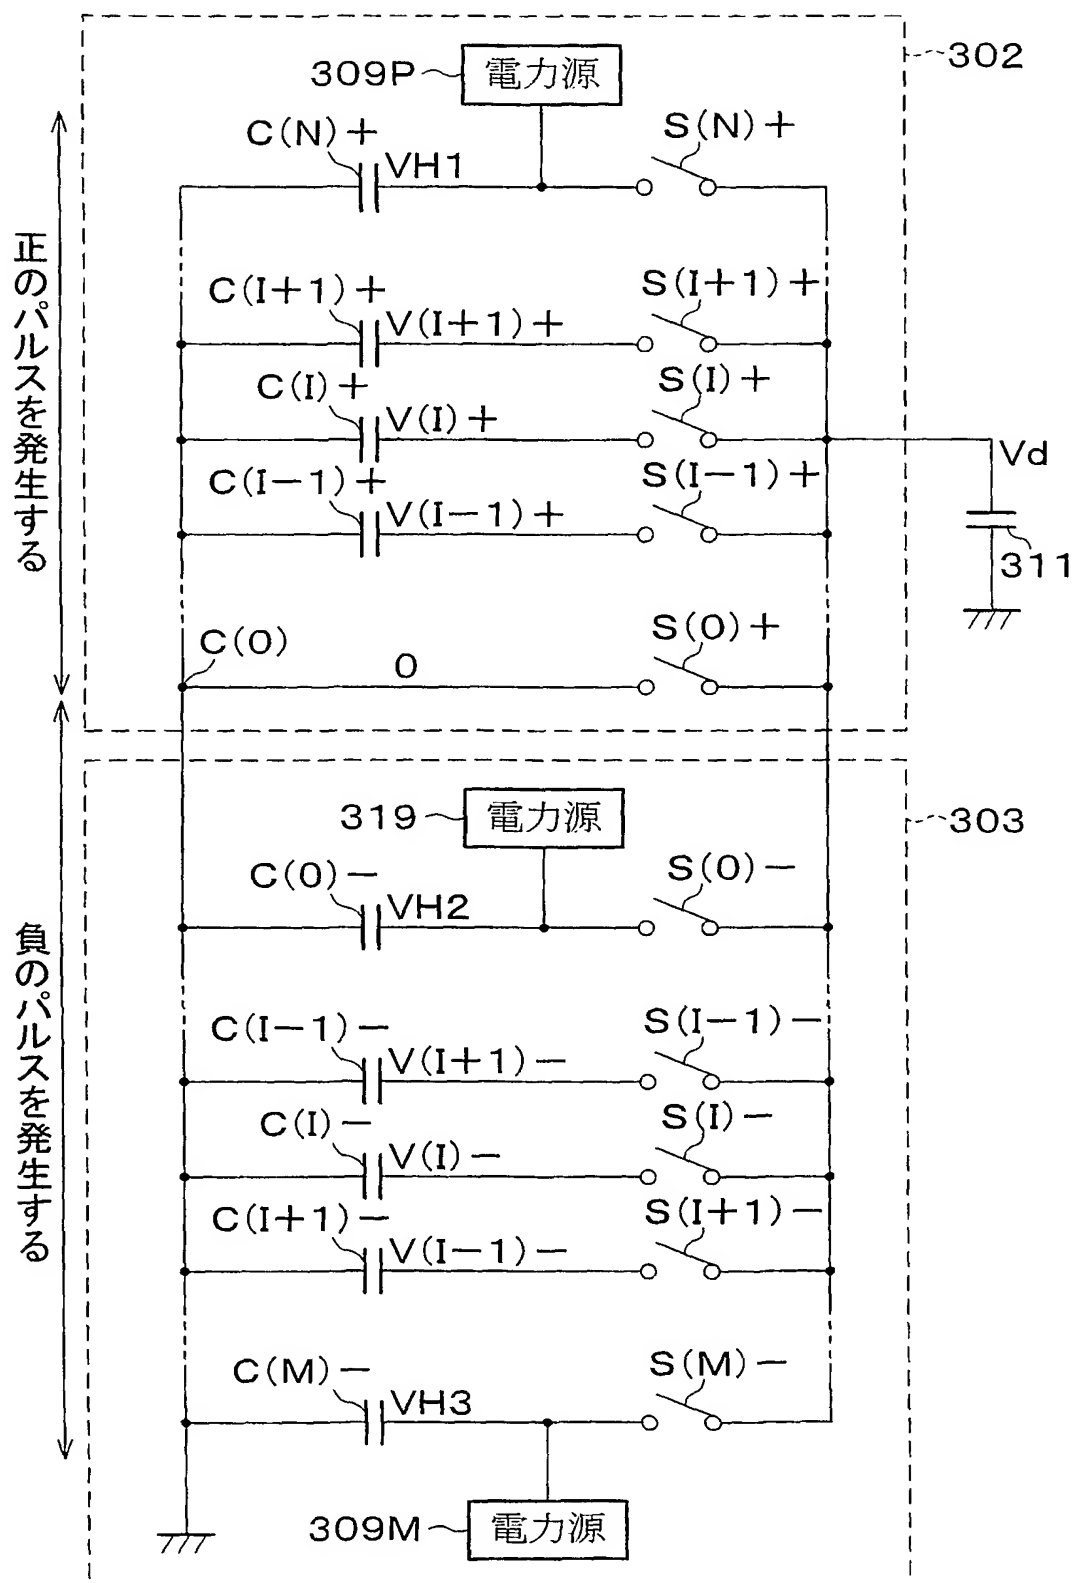 302
309P 電力源
C(N)+ VH1 S(N)+
正のパルスを発生する
C(I+1)+ V(I+1)+ S(I+1)+
C(I)+ V(I)+ S(I)+
Vd
C(I−1)+ V(I−1)+ S(I−1)+
311
C(0) 0 S(0)+
303
319 電力源
C(0)− VH2 S(0)−
負のパルスを発生する
C(I−1)− V(I+1)− S(I−1)−
C(I)− V(I)− S(I)−
C(I+1)− V(I−1)− S(I+1)−
C(M)− VH3 S(M)−
309M 電力源